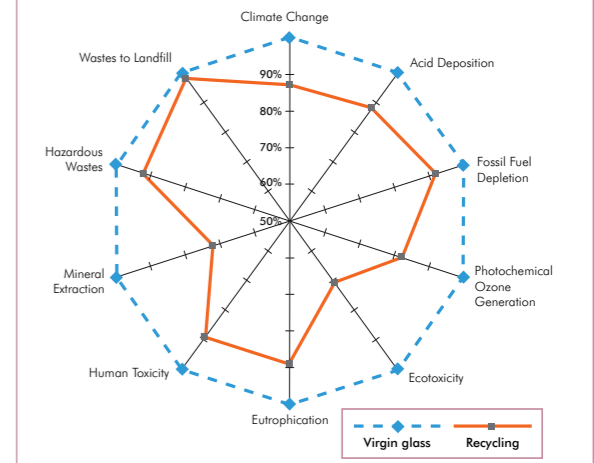 Climate Change
Wastes to Landfill
Acid Deposition
90%
80%
70%
60%
50%
Hazardous
Wastes
Fossil Fuel
Depletion
Mineral
Extraction
Photochemical
Ozone
Generation
Human Toxicity
Ecotoxicity
Eutrophication
Virgin glass
Recycling